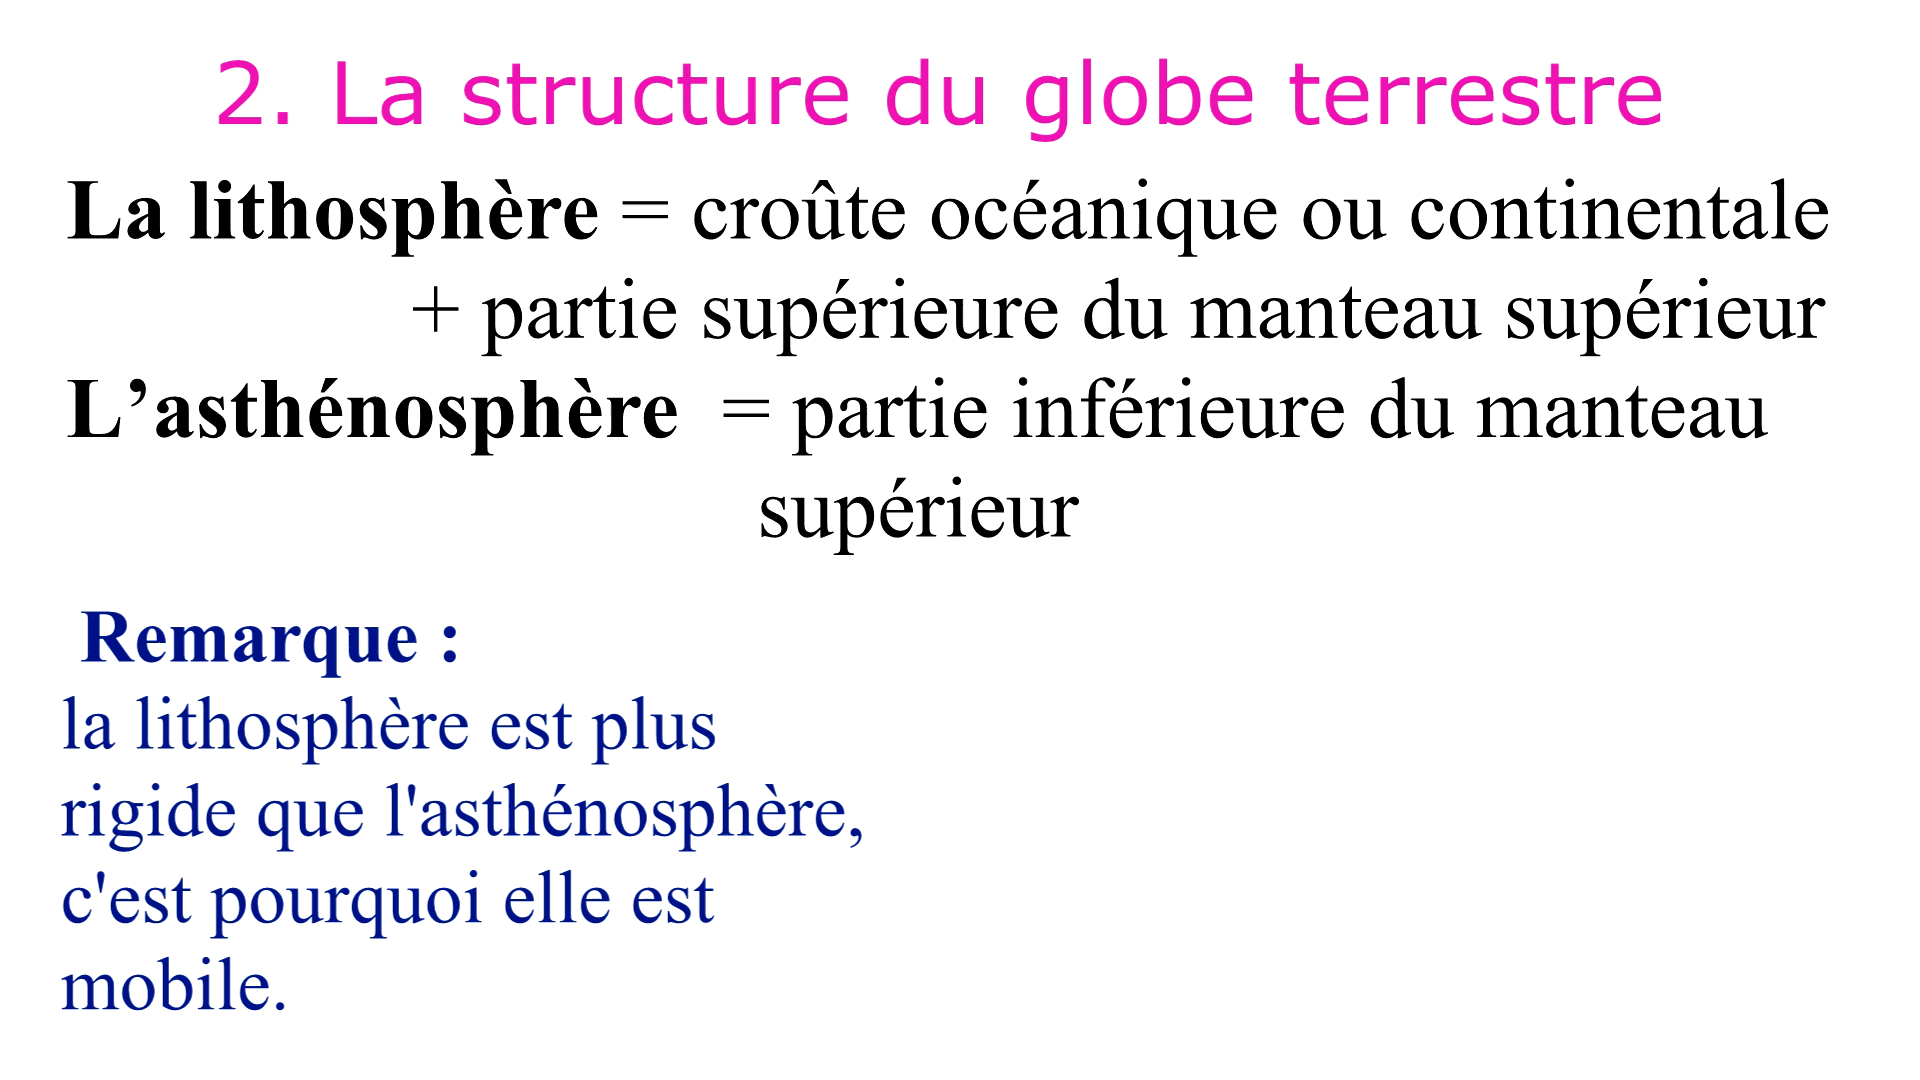 2. La structure du globe terrestre
La lithosphère = croûte océanique ou continentale
+ partie supérieure du manteau supérieur
L’asthénosphère = partie inférieure du manteau
supérieur
Remarque :
la lithosphère est plus
rigide que l'asthénosphère,
c'est pourquoi elle est
mobile.